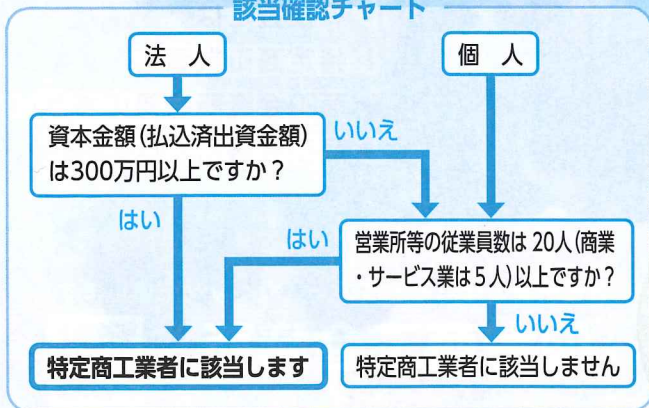 該当確認チャート
法　人
個　人
資本金額(払込済出資金額)
は300万円以上ですか？
いいえ
はい
はい
営業所等の従業員数は 20人(商業
・サービス業は５人)以上ですか？
いいえ
特定商工業者に該当します
特定商工業者に該当しません